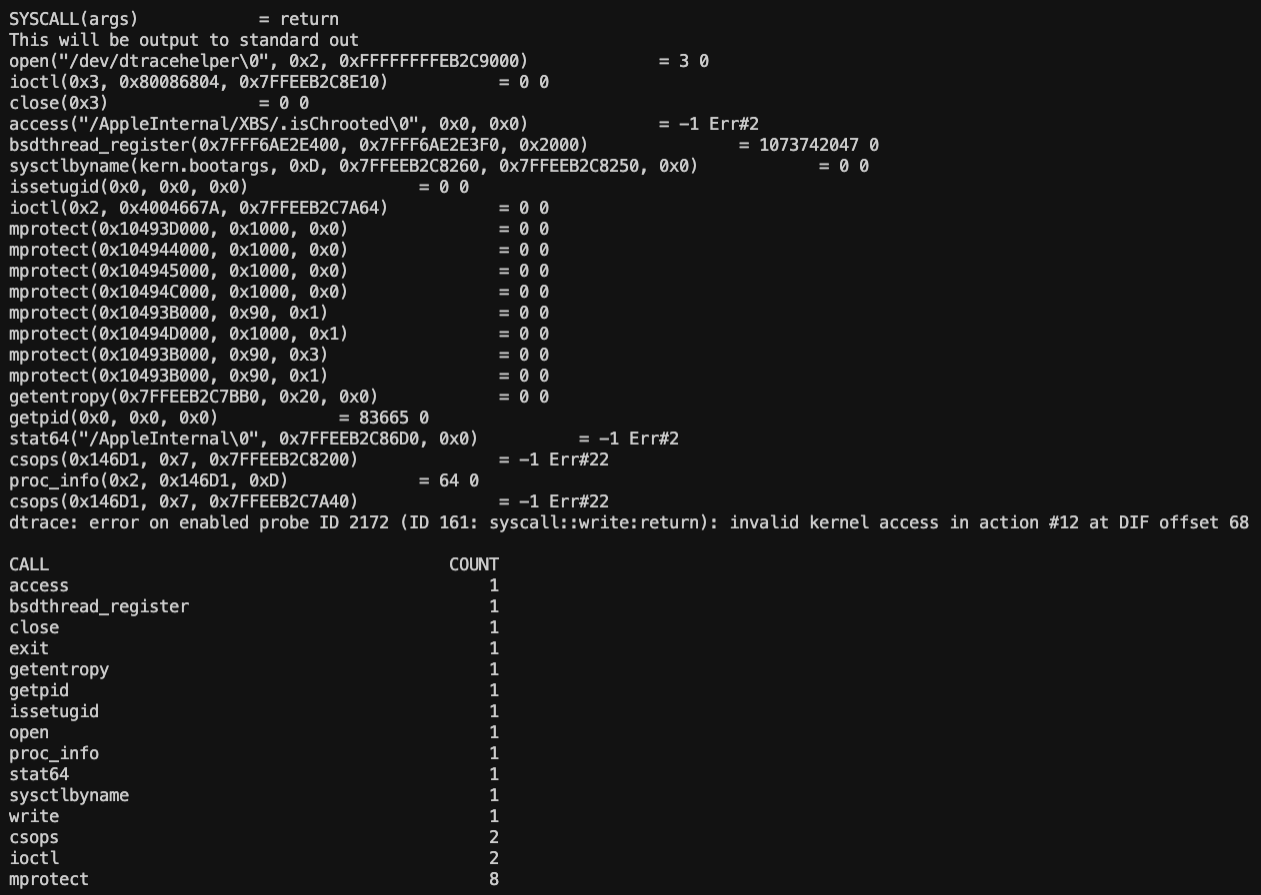 SYSCALL(args) = return
This will be output to standard out
open("/dev/dtracehelper\0", 0x2, 0xFFFFFFFFEB2C9000) = 3 0
ioctl(0x3, 0x80086804, 0x7FFEEB2C8E10) = 0 0
close(0x3) = 0 0
access("/AppleInternal/XBS/.isChrooted\0", 0x0, 0x0) = -1 Err#2
bsdthread_register(0x7FFF6AE2E400, 0x7FFF6AE2E3F0, 0x2000) = 1073742047 0
sysctlbyname(kern.bootargs, 0xD, 0x7FFEEB2C8260, 0x7FFEEB2C8250, 0x0) = 0 0
issetugid(0x0, 0x0, 0x0) = 0 0
ioctl(0x2, 0x4004667A, 0x7FFEEB2C7A64) = 0 0
mprotect(0x10493D000, 0x1000, 0x0) = 0 0
mprotect(0x104944000, 0x1000, 0x0) = 0 0
mprotect(0x104945000, 0x1000, 0x0) = 0 0
mprotect(0x10494C000, 0x1000, 0x0) = 0 0
mprotect(0x10493B000, 0x90, 0x1) = 0 0
mprotect(0x10494D000, 0x1000, 0x1) = 0 0
mprotect(0x10493B000, 0x90, 0x3) = 0 0
mprotect(0x10493B000, 0x90, 0x1) = 0 0
getentropy(0x7FFEEB2C7BB0, 0x20, 0x0) = 0 0
getpid(0x0, 0x0, 0x0) = 83665 0
stat64("/AppleInternal\0", 0x7FFEEB2C86D0, 0x0) = -1 Err#2
csops(0x146D1, 0x7, 0x7FFEEB2C8200) = -1 Err#22
proc_info(0x2, 0x146D1, 0xD) = 64 0
csops(0x146D1, 0x7, 0x7FFEEB2C7A40) = -1 Err#22
dtrace: error on enabled probe ID 2172 (ID 161: syscall::write:return): invalid kernel access in action #12 at DIF offset 68
CALL COUNT
access 1
bsdthread_register 1
close 1
exit 1
getentropy 1
getpid 1
issetugid 1
open 1
proc_info 1
stat64 1
sysctlbyname 1
write 1
csops 2
ioctl 2
mprotect 8